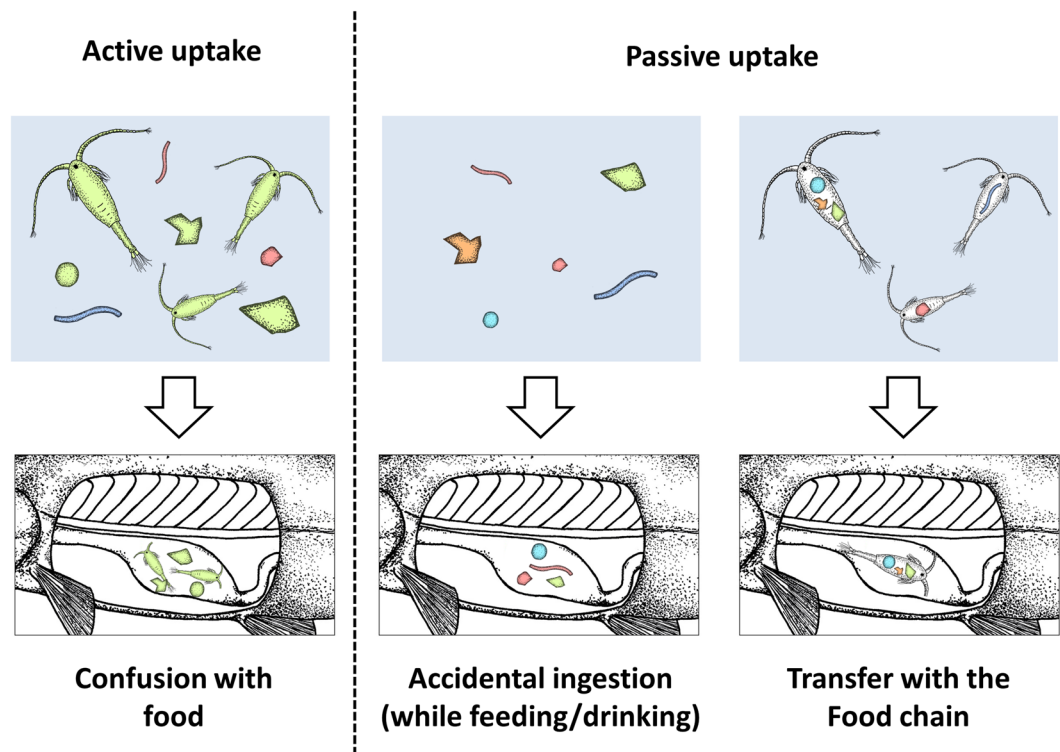 Active uptake
Passive uptake
Confusion with
food
Accidental ingestion
(while feeding/drinking)
Transfer with the
Food chain